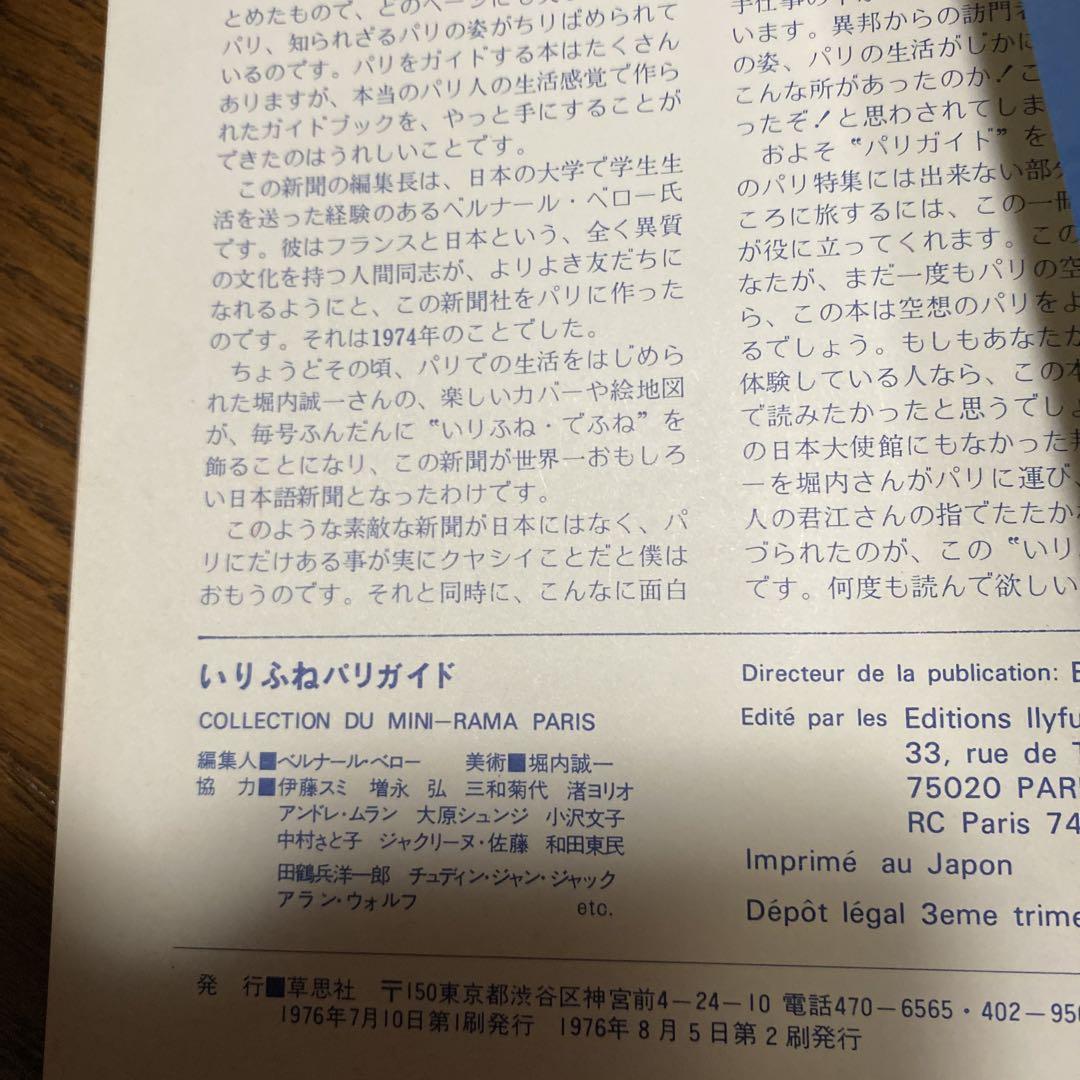 とめたもので、どのページにも
パリ、知られざるパリの姿がちりばめられて
いるのです。パリをガイドする本はたくさん
ありますが、本当のパリ人の生活感覚で作ら
れたガイドブックを、やっと手にすることが
できたのはうれしいことです。
この新聞の編集長は、日本の大学で学生生
活を送った経験のあるベルナール・ベロー氏
です。彼はフランスと日本という、全く異質
の文化を持つ人間同志が、よりよき友だちに
なれるようにと、この新聞社をパリに作った
のです。それは1974年のことでした。
ちょうどその頃、パリでの生活をはじめら
れた堀内誠一さんの、楽しいカバーや絵地図
が、毎号ふんだんに“いりふね・でふね”を
飾ることになり、この新聞が世界一おもしろ
い日本語新聞となったわけです。
このような素敵な新聞が日本にはなく、パ
リにだけある事が実にクヤシイことだと僕は
おもうのです。それと同時に、こんなに面白
います。異邦からの訪門者
の姿、パリの生活がじかに
こんな所があったのか！こ
ったぞ！と思わされてしま
およそ“パリガイド”を
のパリ特集には出来ない部分
ころに旅するには、この一冊
が役に立ってくれます。この
なたが、まだ一度もパリの空
ら、この本は空想のパリをよ
るでしょう。もしもあなたが
体験している人なら、この本
で読みたかったと思うでしょ
の日本大使館にもなかった邦
ーを堀内さんがパリに運び、
人の君江さんの指でたたかれ
づられたのが、この“いり
です。何度も読んで欲しい
いりふねパリガイド
COLLECTION DU MINI-RAMA PARIS
編集人■ベルナール・ベロー 美術■堀内誠一
協 力■伊藤スミ 増永 弘 三和菊代 渚ヨリオ
アンドレ・ムラン 大原シュンジ 小沢文子
中村さと子 ジャクリーヌ・佐藤 和田東民
田鶴兵洋一郎 チュディン・ジャン・ジャック
アラン・ウォルフ etc.
Directeur de la publication: B
Edité par les Editions Ilyfu
33, rue de T
75020 PARI
RC Paris 74
Imprimé au Japon
Dépôt légal 3eme trime
発 行■草思社 〒150東京都渋谷区神宮前4-24-10 電話470-6565・402-950
1976年7月10日第1刷発行 1976年8月5日第2刷発行